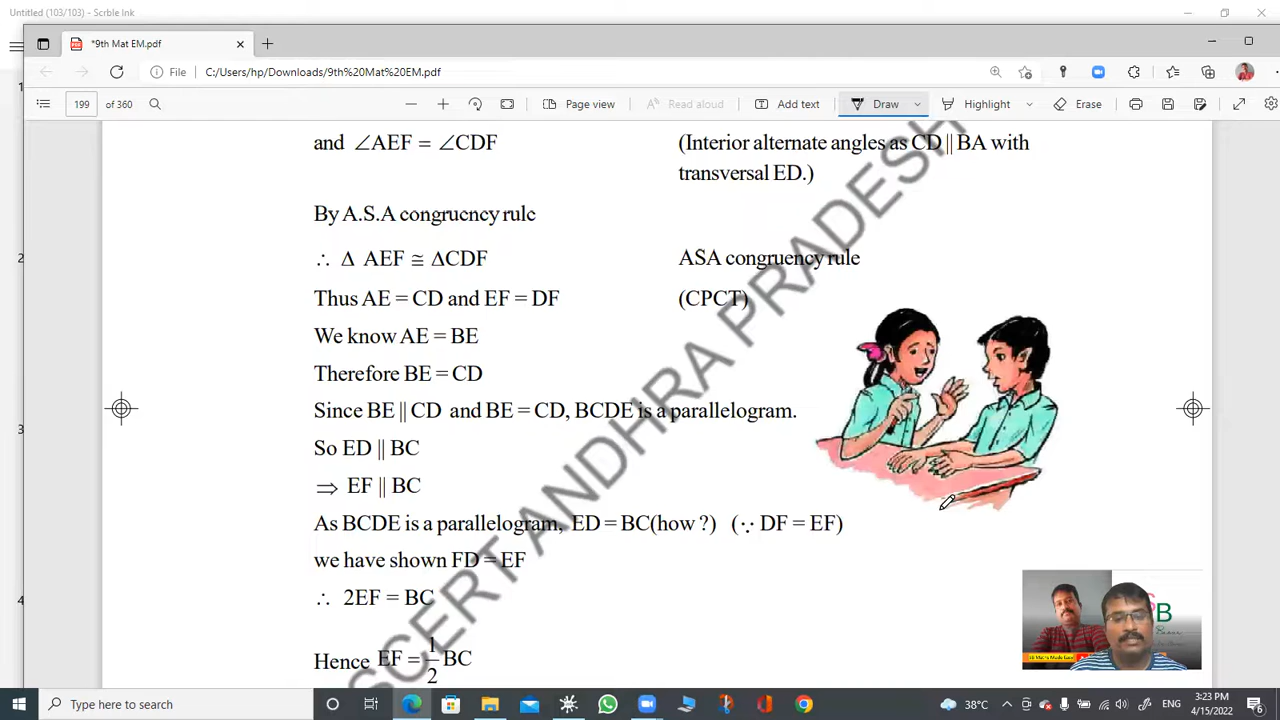 Untitled (103/103) - Scrble Ink
*9th Mat EM.pdf
File C:/Users/hp/Downloads/9th%20Mat%20EM.pdf
199 of 360 Page view Read aloud Add text Draw Highlight Erase
1
and ∠AEF = ∠CDF (Interior alternate angles as CD || BA with
transversal ED.)
By A.S.A congruency rule
2
∴ Δ AEF ≅ ΔCDF ASA congruency rule
Thus AE = CD and EF = DF (CPCT)
We know AE = BE
Therefore BE = CD
Since BE || CD and BE = CD, BCDE is a parallelogram.
3
So ED || BC
⇒ EF || BC
As BCDE is a parallelogram, ED = BC(how ?) (∵ DF = EF)
we have shown FD = EF
4
∴ 2EF = BC
Hence EF = 1/2 BC
SCERT ANDHRA PRADESH
B
Type here to search
38°C
3:23 PM
4/15/2022
6